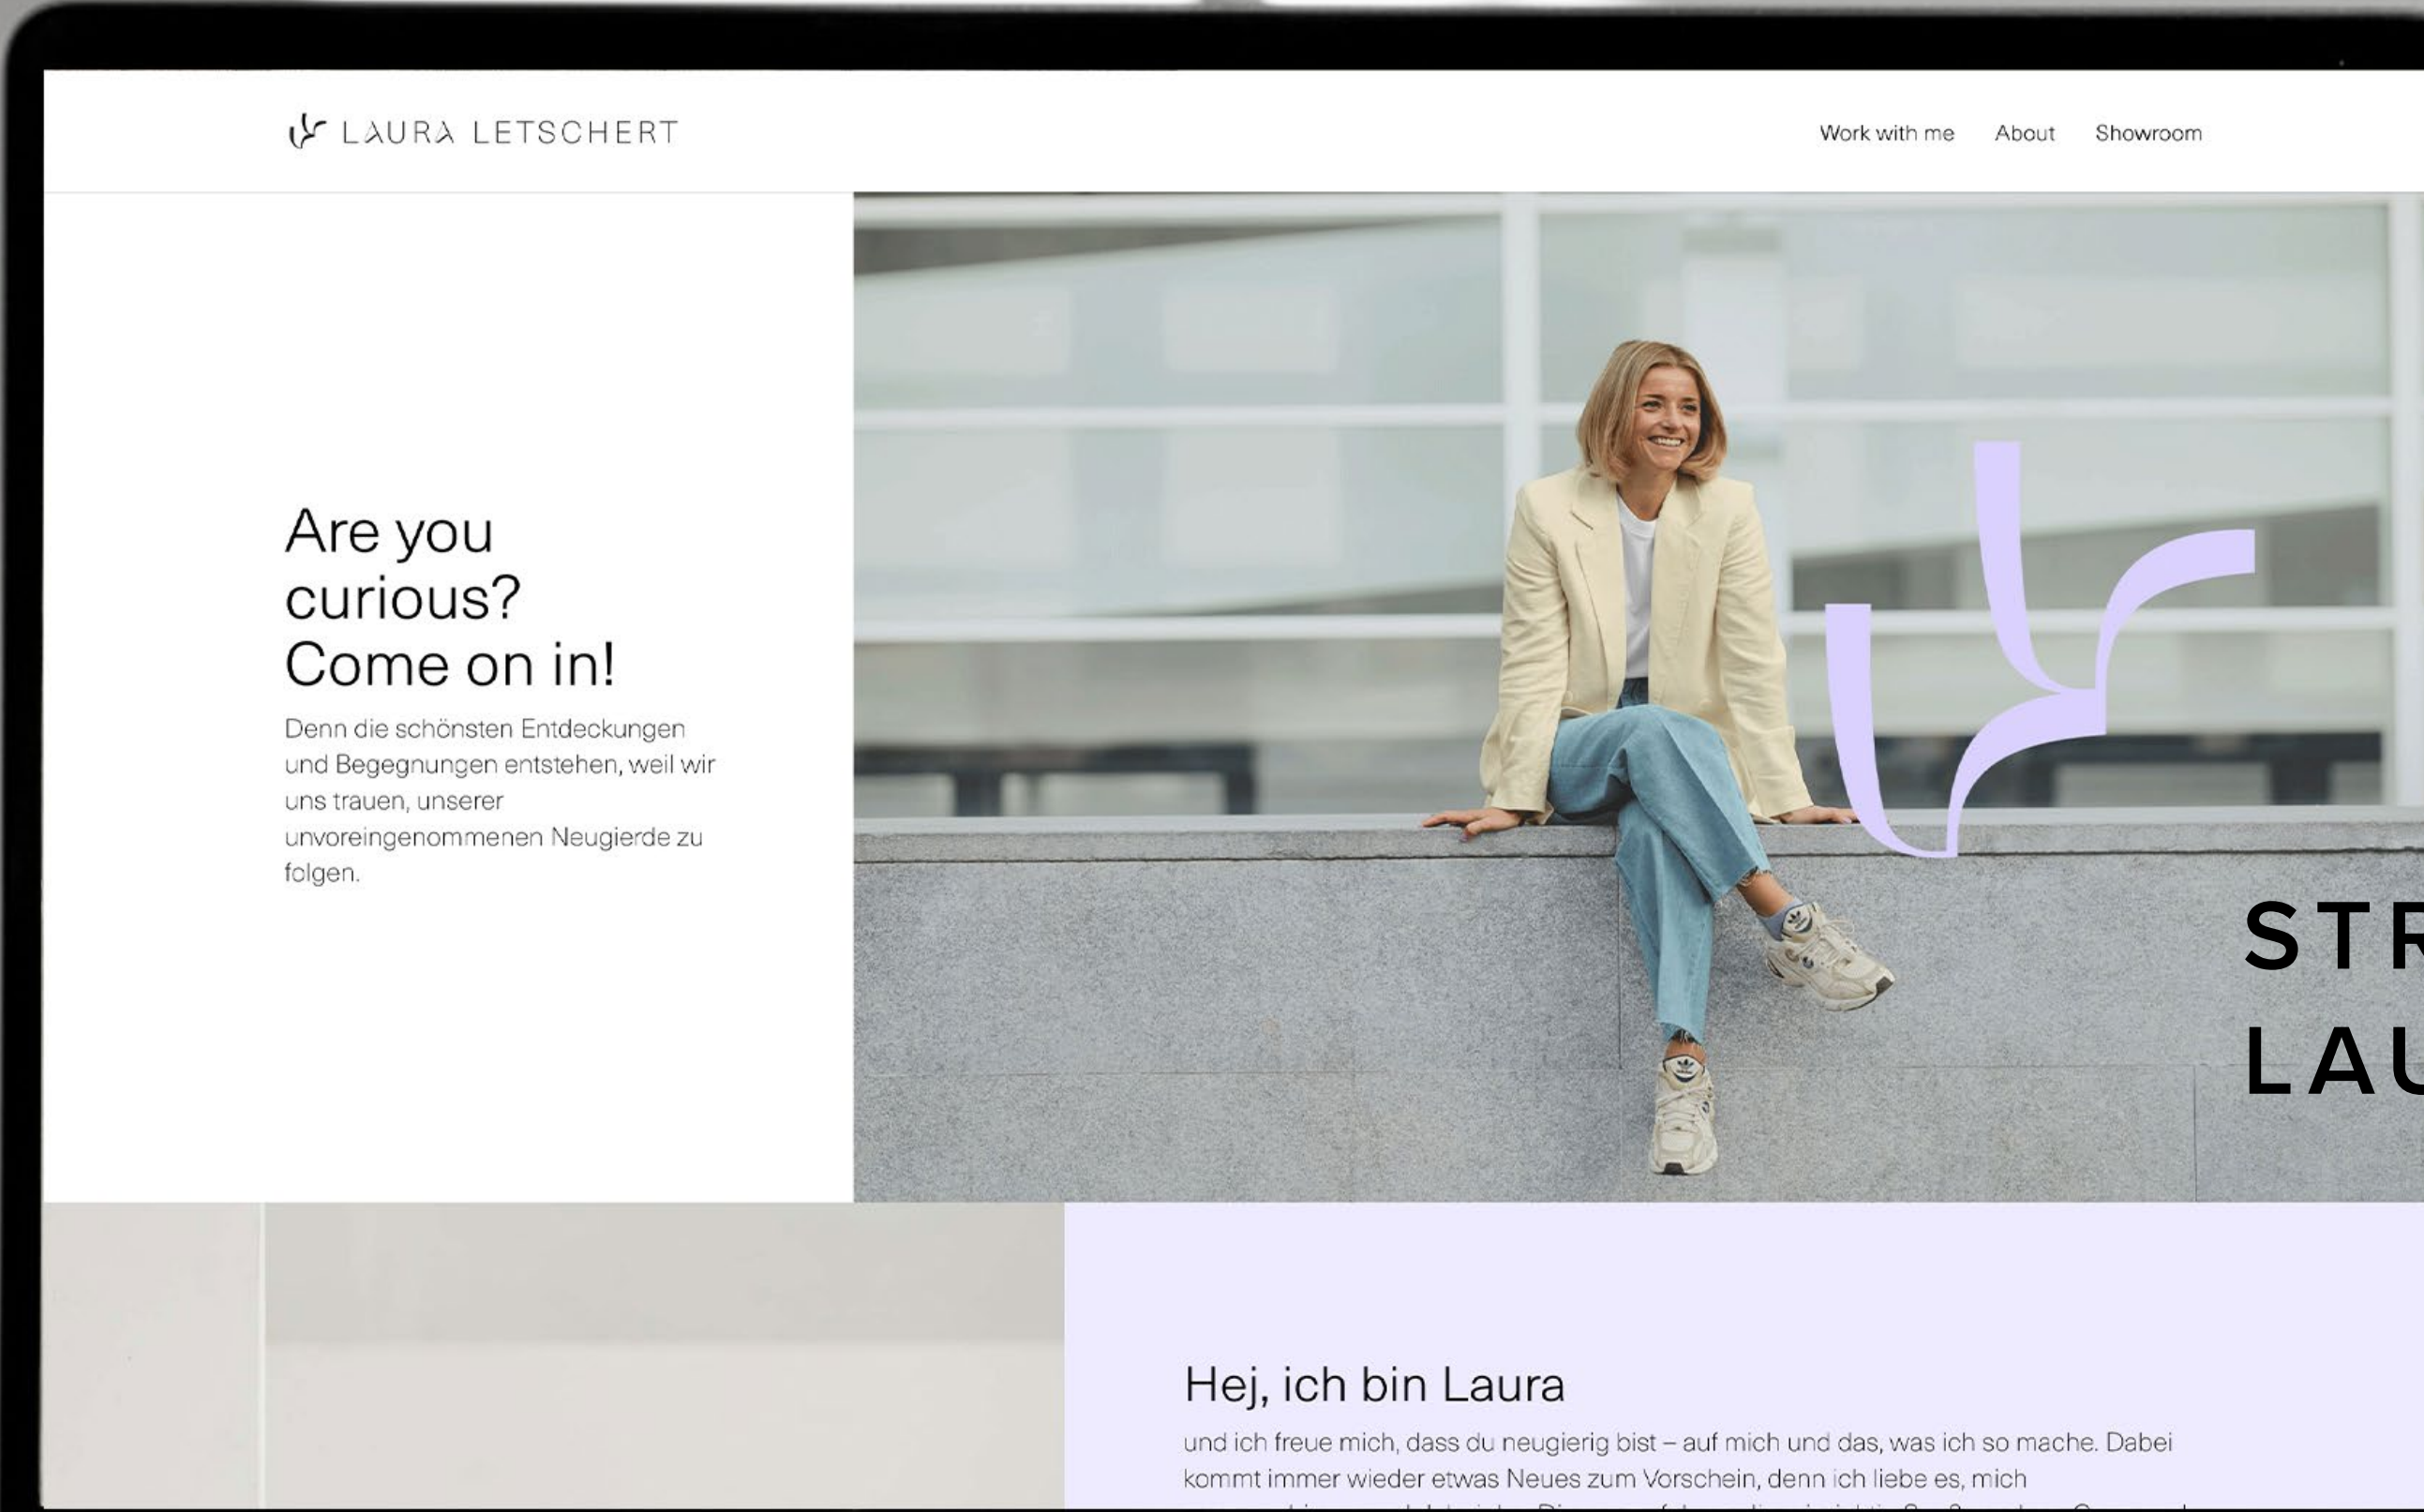 LAURA LETSCHERT
Work with me About Showroom
Are you
curious?
Come on in!
Denn die schönsten Entdeckungen
und Begegnungen entstehen, weil wir
uns trauen, unserer
unvoreingenommenen Neugierde zu
folgen.
STR
LAU
Hej, ich bin Laura
und ich freue mich, dass du neugierig bist – auf mich und das, was ich so mache. Dabei
kommt immer wieder etwas Neues zum Vorschein, denn ich liebe es, mich